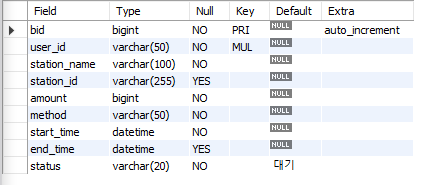 Field Type Null Key Default Extra
bid bigint NO PRI NULL auto_increment
user_id varchar(50) NO MUL NULL
station_name varchar(100) NO NULL
station_id varchar(255) YES NULL
amount bigint NO NULL
method varchar(50) NO NULL
start_time datetime NO NULL
end_time datetime YES NULL
status varchar(20) NO 대기